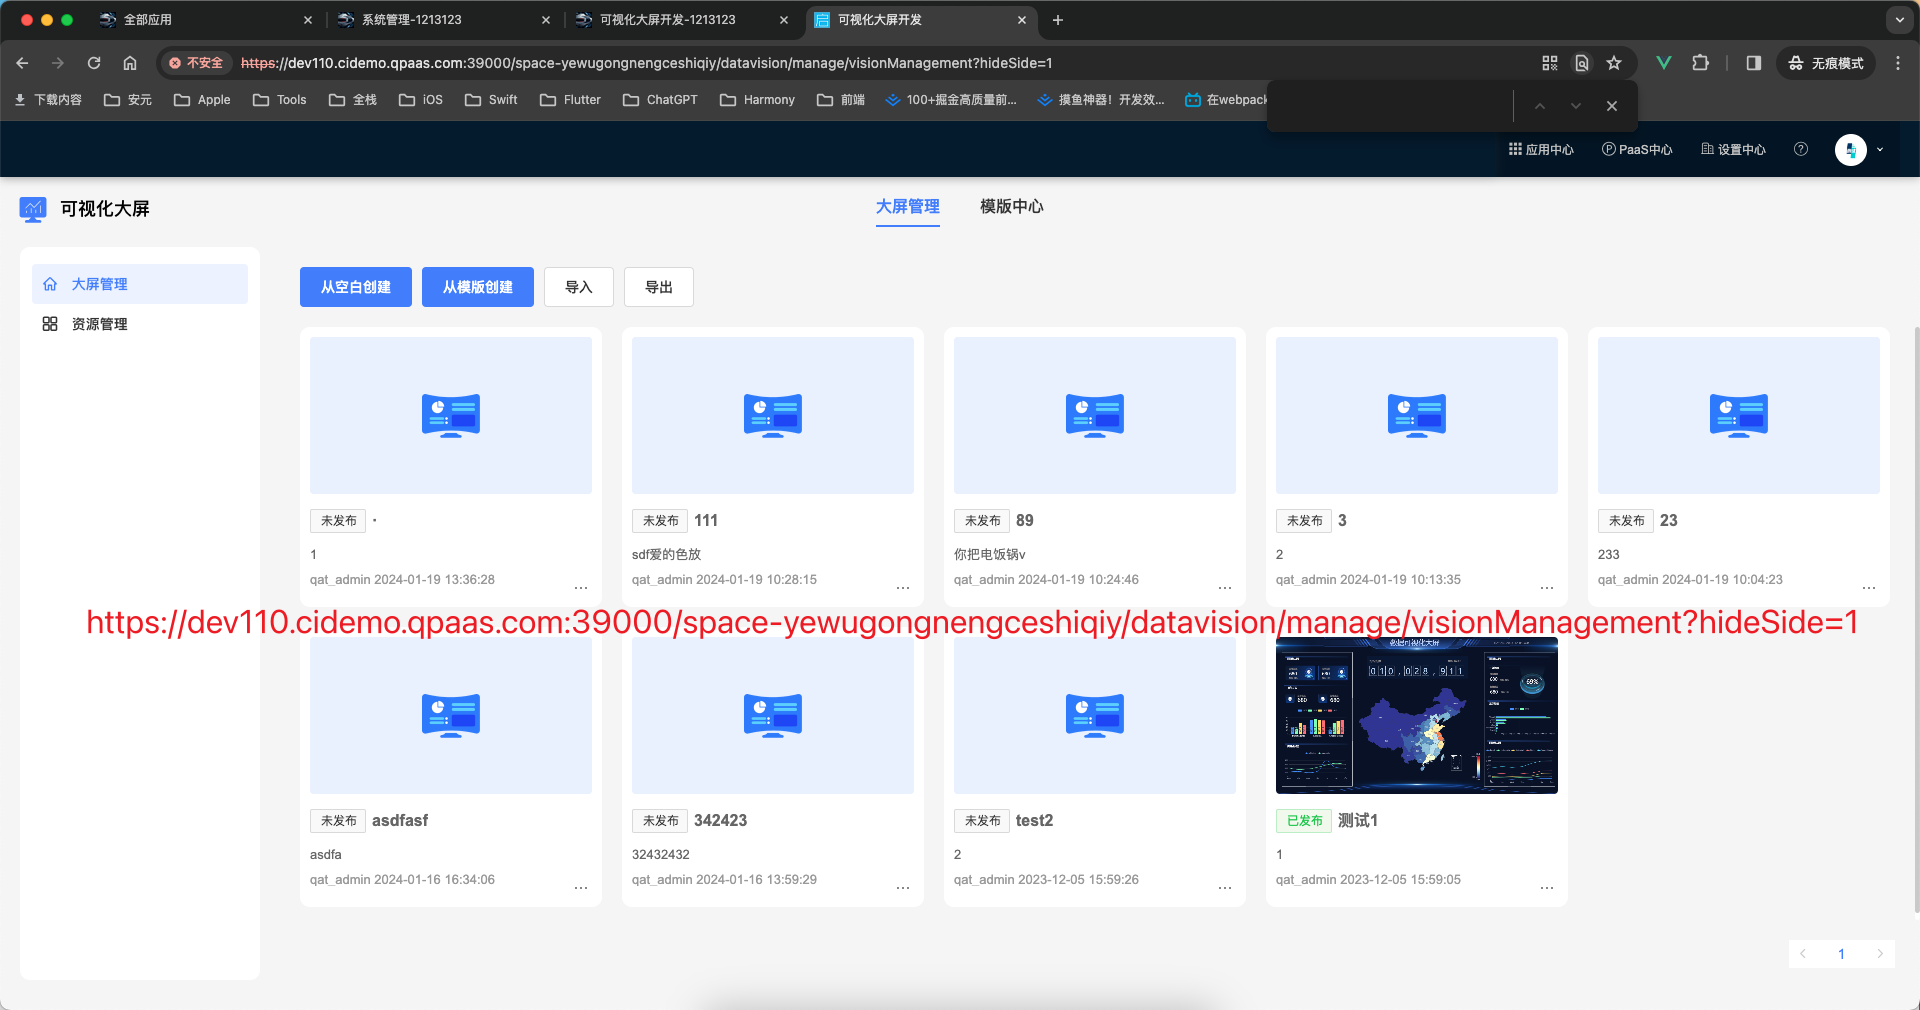 全部应用
系统管理-1213123
可视化大屏开发-1213123
可视化大屏开发
不安全 https://dev110.cidemo.qpaas.com:39000/space-yewugongnengceshiqiy/datavision/manage/visionManagement?hideSide=1 无痕模式
下载内容 安元 Apple Tools 全栈 iOS Swift Flutter ChatGPT Harmony 前端 100+掘金高质量前... 摸鱼神器！开发效... 在webpack
应用中心 PaaS中心 设置中心
可视化大屏 大屏管理 模版中心
大屏管理
资源管理
从空白创建 从模版创建 导入 导出
未发布 ·
1
qat_admin 2024-01-19 13:36:28 ...
未发布 111
sdf爱的色放
qat_admin 2024-01-19 10:28:15 ...
未发布 89
你把电饭锅v
qat_admin 2024-01-19 10:24:46 ...
未发布 3
2
qat_admin 2024-01-19 10:13:35 ...
未发布 23
233
qat_admin 2024-01-19 10:04:23 ...
https://dev110.cidemo.qpaas.com:39000/space-yewugongnengceshiqiy/datavision/manage/visionManagement?hideSide=1
未发布 asdfasf
asdfa
qat_admin 2024-01-16 16:34:06 ...
未发布 342423
32432432
qat_admin 2024-01-16 13:59:29 ...
未发布 test2
2
qat_admin 2023-12-05 15:59:26 ...
数据可视化大屏
010,028,911
69%
680 680
已发布 测试1
1
qat_admin 2023-12-05 15:59:05 ...
1